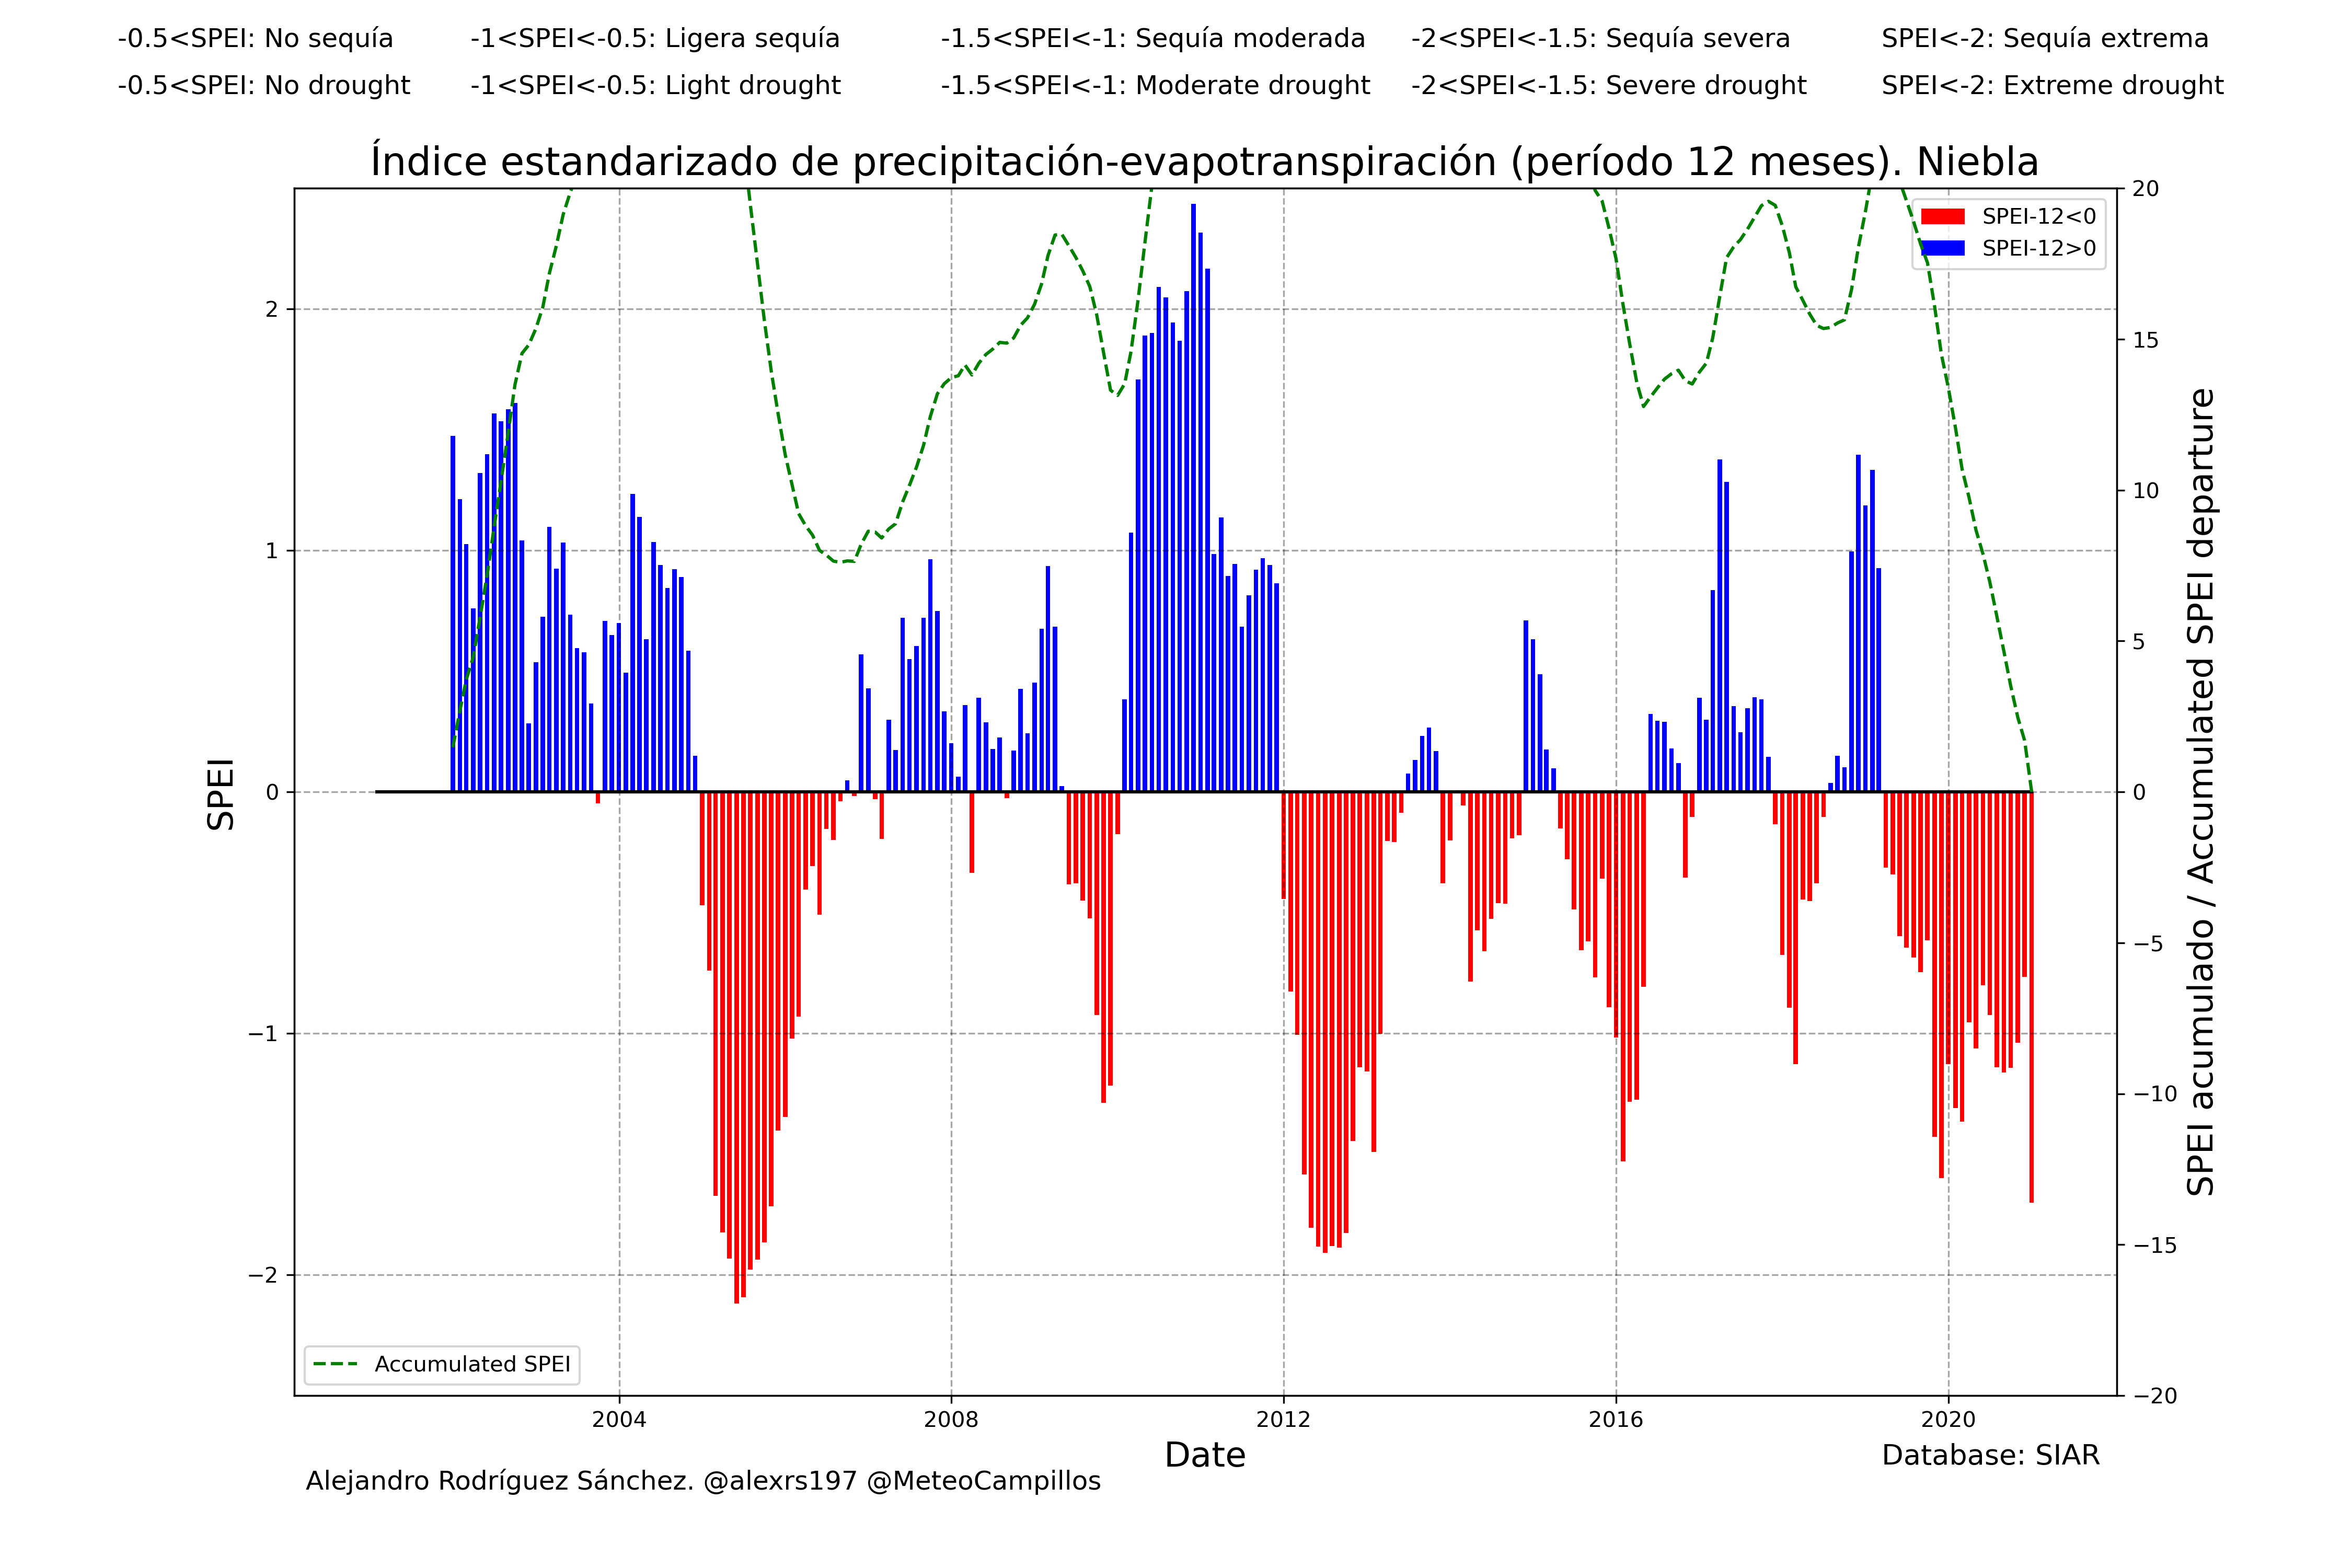 -0.5<SPEI: No sequía -1<SPEI<-0.5: Ligera sequía -1.5<SPEI<-1: Sequía moderada -2<SPEI<-1.5: Sequía severa SPEI<-2: Sequía extrema
-0.5<SPEI: No drought -1<SPEI<-0.5: Light drought -1.5<SPEI<-1: Moderate drought -2<SPEI<-1.5: Severe drought SPEI<-2: Extreme drought
Índice estandarizado de precipitación-evapotranspiración (período 12 meses). Niebla
SPEI-12<0
SPEI-12>0
SPEI
2
1
0
−1
−2
20
15
10
5
0
−5
−10
−15
−20
SPEI acumulado / Accumulated SPEI departure
Accumulated SPEI
2004 2008 2012 2016 2020
Date
Database: SIAR
Alejandro Rodríguez Sánchez. @alexrs197 @MeteoCampillos